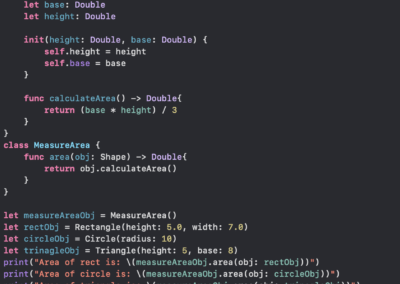 let base: Double
let height: Double
init(height: Double, base: Double) {
self.height = height
self.base = base
}
func calculateArea() -> Double{
return (base * height) / 3
}
}
class MeasureArea {
func area(obj: Shape) -> Double{
return obj.calculateArea()
}
}
let measureAreaObj = MeasureArea()
let rectObj = Rectangle(height: 5.0, width: 7.0)
let circleObj = Circle(radius: 10)
let trinagleObj = Triangle(height: 5, base: 8)
print("Area of rect is: \(measureAreaObj.area(obj: rectObj))")
print("Area of circle is: \(measureAreaObj.area(obj: circleObj))")